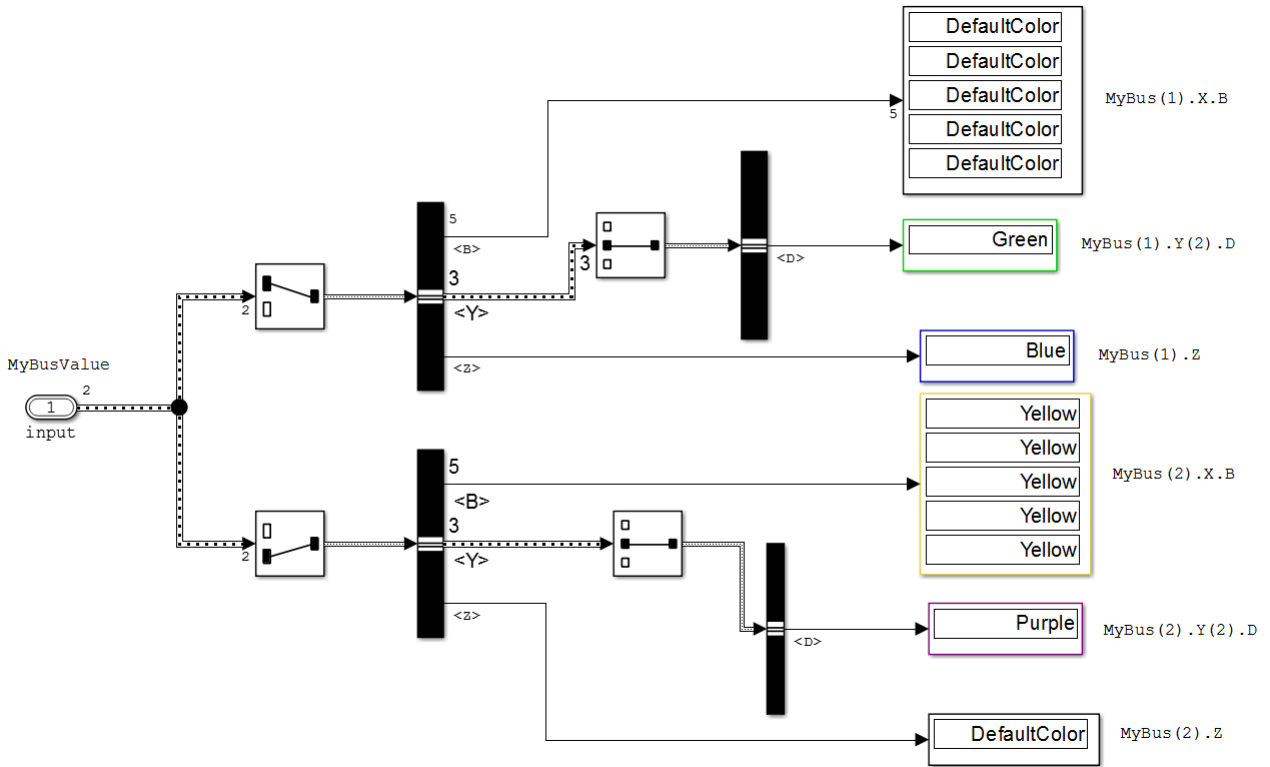 DefaultColor
DefaultColor
DefaultColor
DefaultColor
DefaultColor
5
MyBus(1).X.B
5
<B>
3
<Y>
3
<D>
Green
MyBus(1).Y(2).D
2
<Z>
Blue
MyBus(1).Z
MyBusValue
2
1
input
Yellow
Yellow
Yellow
Yellow
Yellow
MyBus(2).X.B
5
<B>
3
<Y>
2
<Z>
<D>
Purple
MyBus(2).Y(2).D
DefaultColor
MyBus(2).Z